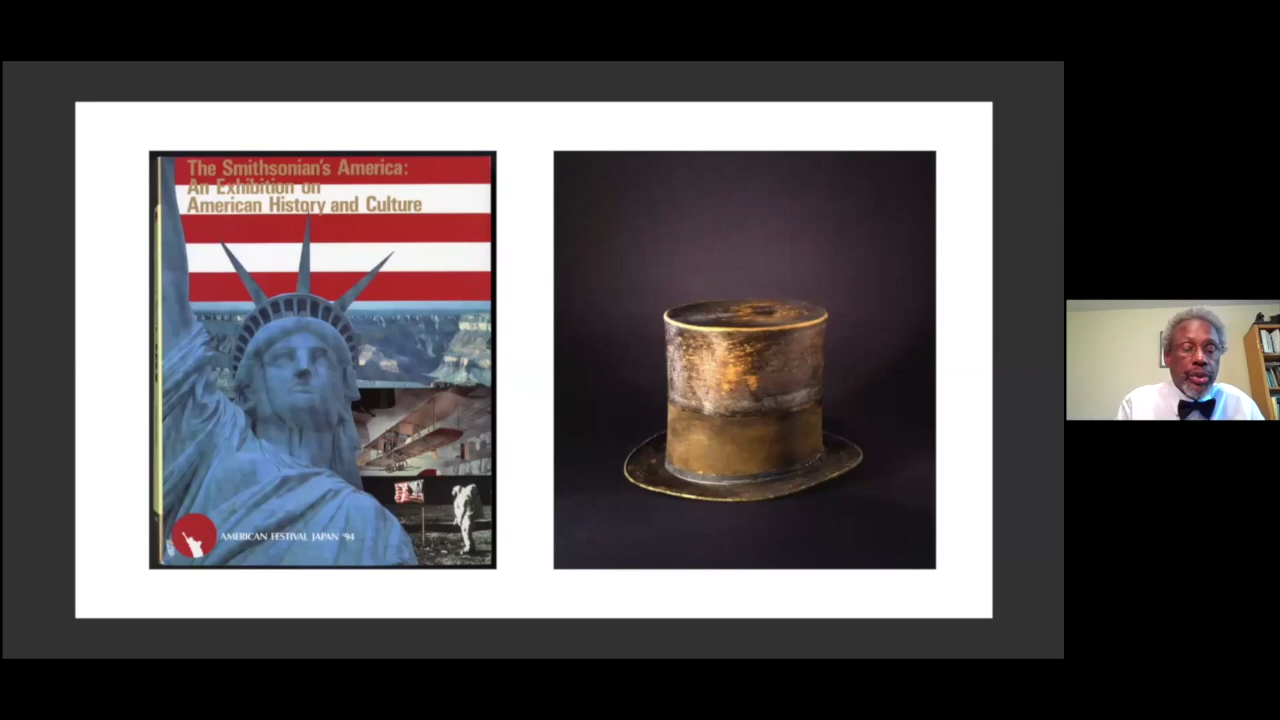 The Smithsonian's America:
An Exhibition on
American History and Culture
AMERICAN FESTIVAL JAPAN '94